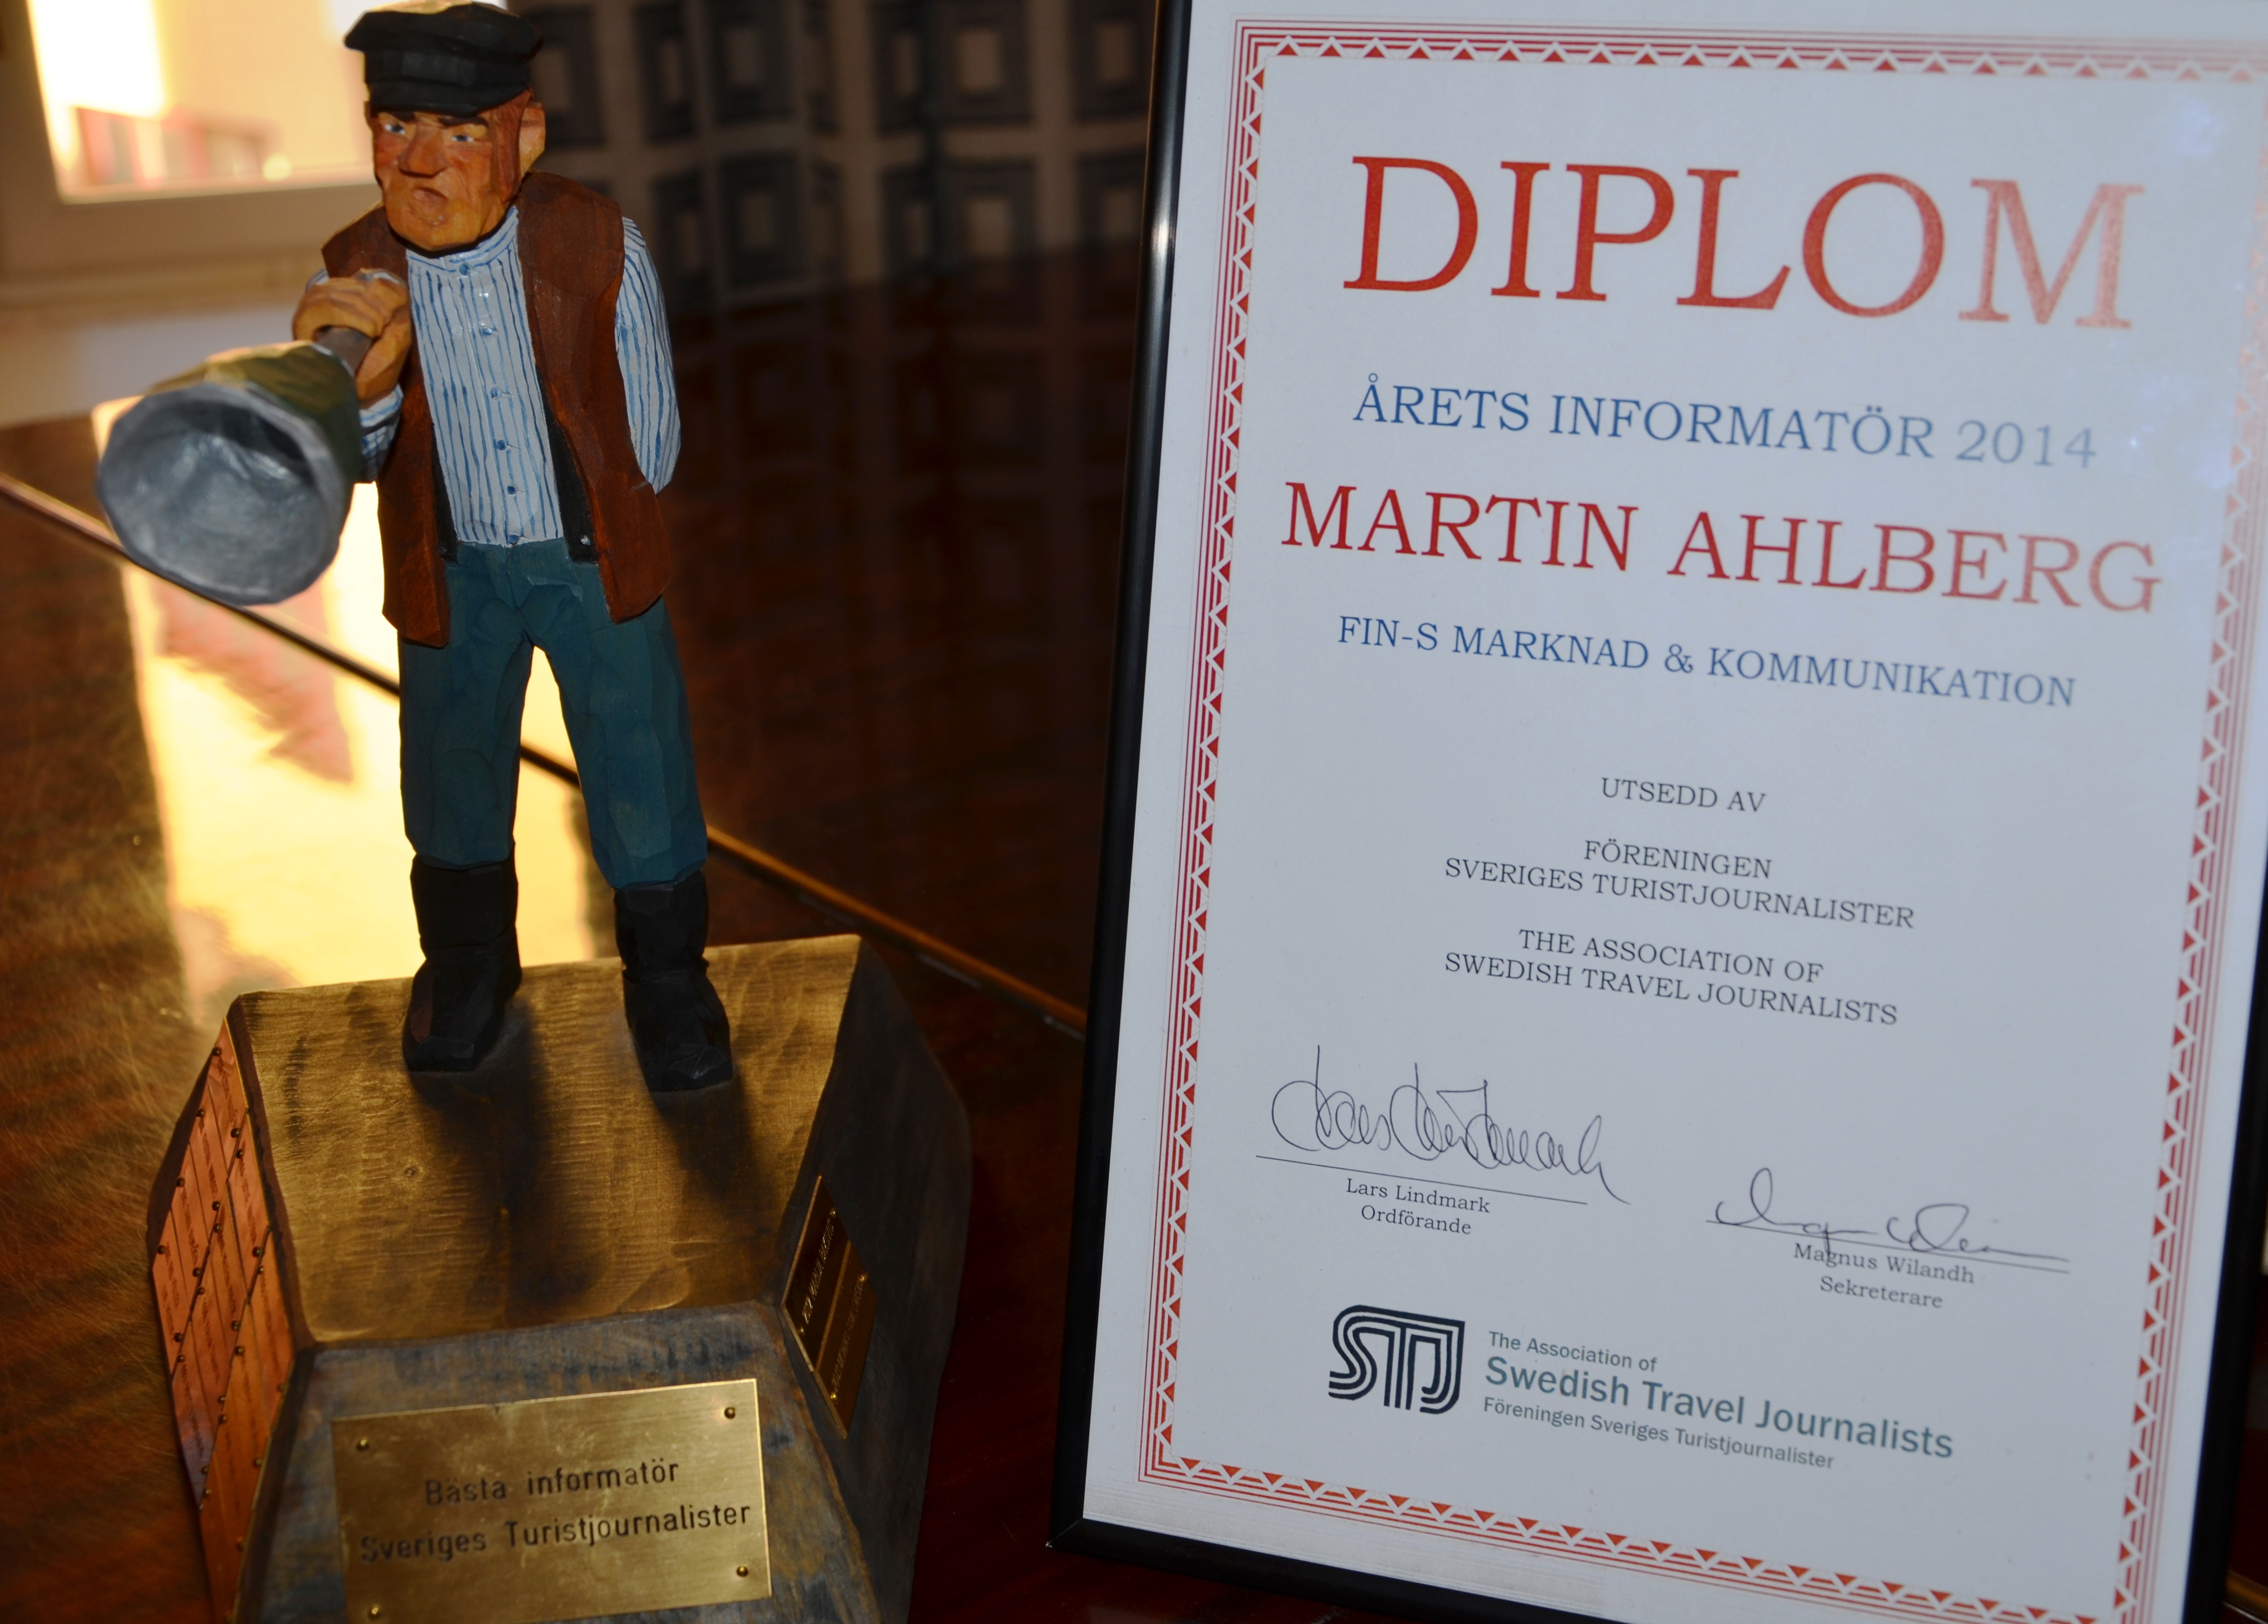 DIPLOM
ÅRETS INFORMATÖR 2014
MARTIN AHLBERG
FIN-S MARKNAD & KOMMUNIKATION
UTSEDD AV
FÖRENINGEN
SVERIGES TURISTJOURNALISTER
THE ASSOCIATION OF
SWEDISH TRAVEL JOURNALISTS
Lars Lindmark
Ordförande
Magnus Wilandh
Sekreterare
STJ
The Association of
Swedish Travel Journalists
Föreningen Sveriges Turistjournalister
Bästa informatör
Sveriges Turistjournalister